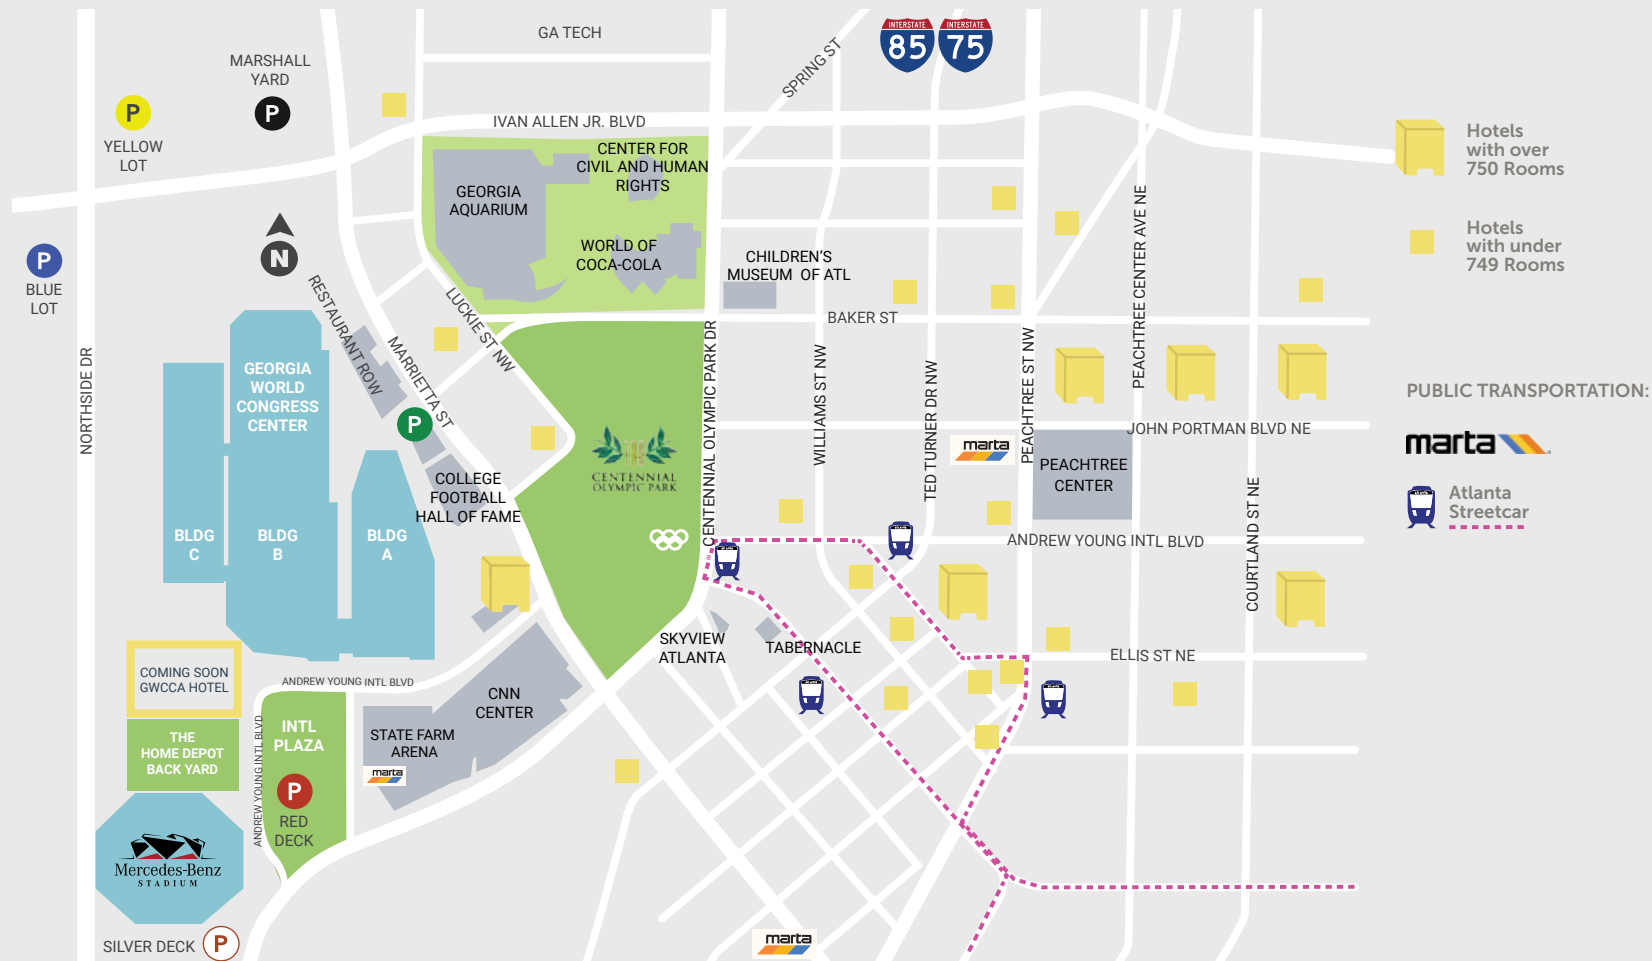 GA TECH
INTERSTATE
85
INTERSTATE
75
MARSHALL
YARD
P
P
YELLOW
LOT
SPRING ST
IVAN ALLEN JR. BLVD
CENTER FOR
CIVIL AND HUMAN
RIGHTS
GEORGIA
AQUARIUM
WORLD OF
COCA-COLA
CHILDREN'S
MUSEUM OF ATL
Hotels
with over
750 Rooms
Hotels
with under
749 Rooms
N
P
BLUE
LOT
NORTHSIDE DR
RESTAURANT ROW
LUCKIE ST NW
MARRIETTA ST
BAKER ST
CENTENNIAL OLYMPIC PARK DR
WILLIAMS ST NW
TED TURNER DR NW
PEACHTREE ST NW
PEACHTREE CENTER AVE NE
COURTLAND ST NE
PUBLIC TRANSPORTATION:
marta
Atlanta
Streetcar
GEORGIA
WORLD
CONGRESS
CENTER
P
JOHN PORTMAN BLVD NE
marta
PEACHTREE
CENTER
CENTENNIAL
OLYMPIC PARK
COLLEGE
FOOTBALL
HALL OF FAME
BLDG
C
BLDG
B
BLDG
A
ANDREW YOUNG INTL BLVD
SKYVIEW
ATLANTA
TABERNACLE
ELLIS ST NE
COMING SOON
GWCCA HOTEL
ANDREW YOUNG INTL BLVD
ANDREW YOUNG INTL BLVD
CNN
CENTER
THE
HOME DEPOT
BACK YARD
INTL
PLAZA
STATE FARM
ARENA
marta
P
RED
DECK
Mercedes-Benz
STADIUM
SILVER DECK
P
marta